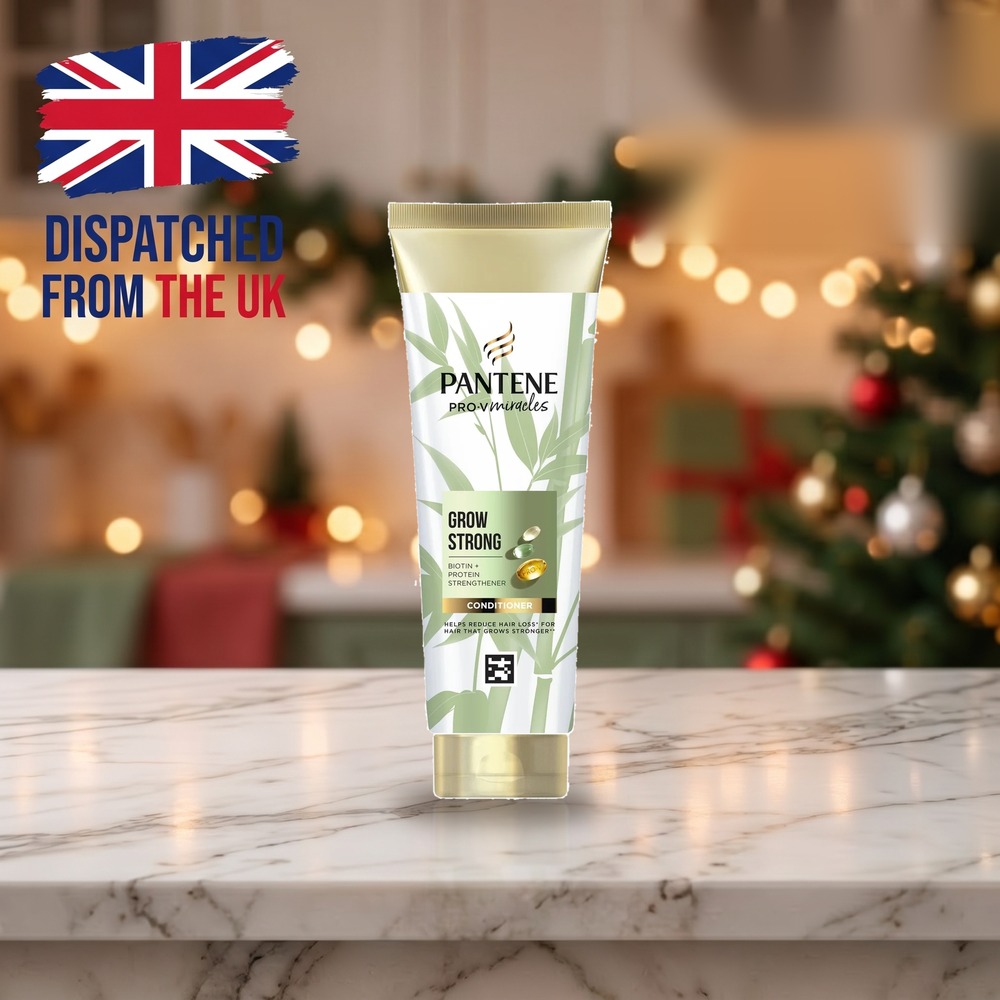 DISPATCHED
FROM THE UK
PANTENE
PRO-V miracles
GROW
STRONG
BIOTIN +
PROTEIN
STRENGTHENER
CONDITIONER
HELPS REDUCE HAIR LOSS* FOR
HAIR THAT GROWS STRONGER**